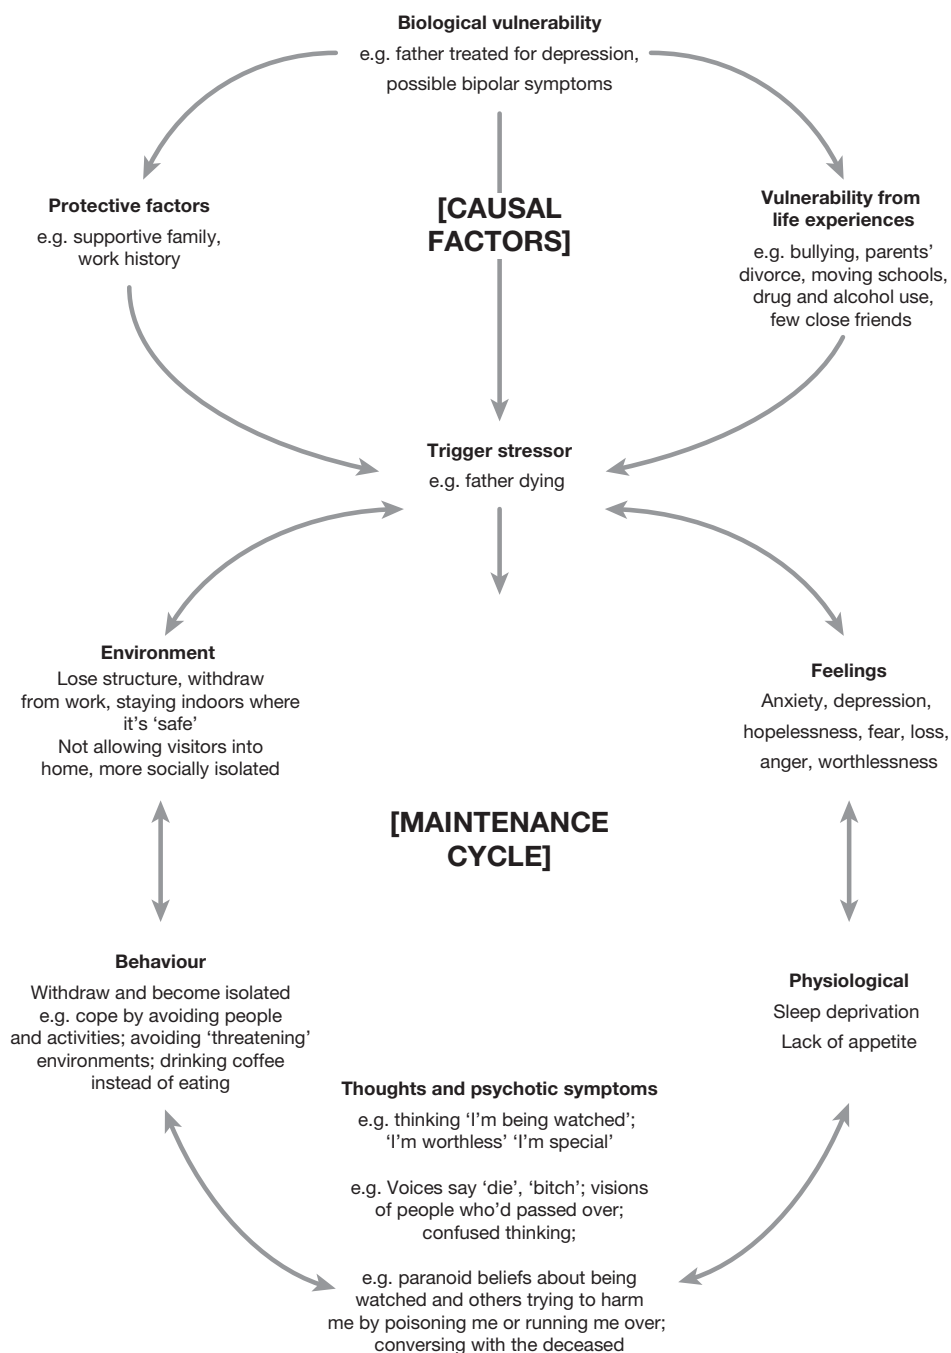 Biological vulnerability
e.g. father treated for depression,
possible bipolar symptoms
Protective factors
e.g. supportive family,
work history
[CAUSAL
FACTORS]
Vulnerability from
life experiences
e.g. bullying, parents’
divorce, moving schools,
drug and alcohol use,
few close friends
Trigger stressor
e.g. father dying
Environment
Lose structure, withdraw
from work, staying indoors where
it’s ‘safe’
Not allowing visitors into
home, more socially isolated
Feelings
Anxiety, depression,
hopelessness, fear, loss,
anger, worthlessness
[MAINTENANCE
CYCLE]
Behaviour
Withdraw and become isolated
e.g. cope by avoiding people
and activities; avoiding ‘threatening’
environments; drinking coffee
instead of eating
Physiological
Sleep deprivation
Lack of appetite
Thoughts and psychotic symptoms
e.g. thinking ‘I’m being watched’;
‘I’m worthless’ ‘I’m special’
e.g. Voices say ‘die’, ‘bitch’; visions
of people who’d passed over;
confused thinking;
e.g. paranoid beliefs about being
watched and others trying to harm
me by poisoning me or running me over;
conversing with the deceased